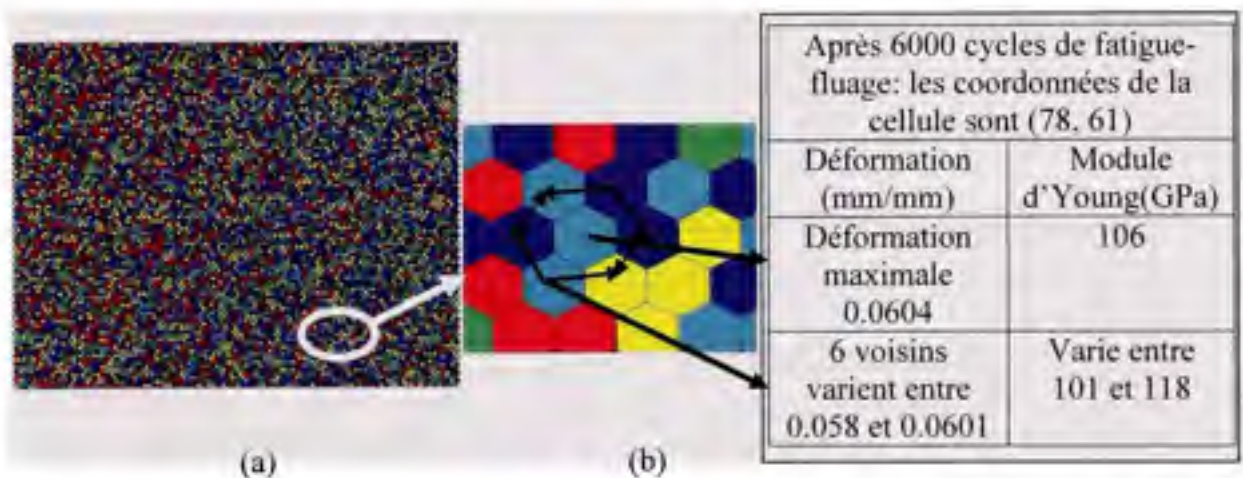 Après 6000 cycles de fatigue-
fluage: les coordonnées de la
cellule sont (78, 61)
Déformation
(mm/mm)
Module
d'Young(GPa)
Déformation
maximale
0.0604
106
6 voisins
varient entre
0.058 et 0.0601
Varie entre
101 et 118
(a)
(b)